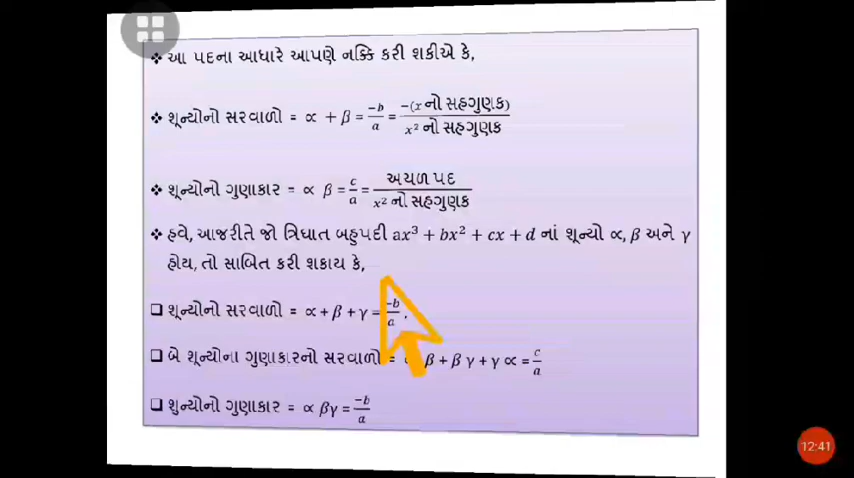 ❖ આ પદના આધારે આપણે નક્કિ કરી શકીએ કે,
❖ શૂન્યોનો સરવાળો = ∝ + β = -b/a = -(x નો સહગુણક)/x² નો સહગુણક
❖ શૂન્યોનો ગુણાકાર = ∝ β = c/a = અચળ પદ/x² નો સહગુણક
❖ હવે, આજરીતે જો ત્રિઘાત બહુપદી ax³ + bx² + cx + d નાં શૂન્યો ∝, β અને γ
હોય, તો સાબિત કરી શકાય કે,
❑ શૂન્યોનો સરવાળો = ∝ + β + γ = -b/a .
❑ બે શૂન્યોના ગુણાકારનો સરવાળો = β + β γ + γ ∝ = c/a
❑ શુન્યોનો ગુણાકાર = ∝ βγ = -b/a
12:41